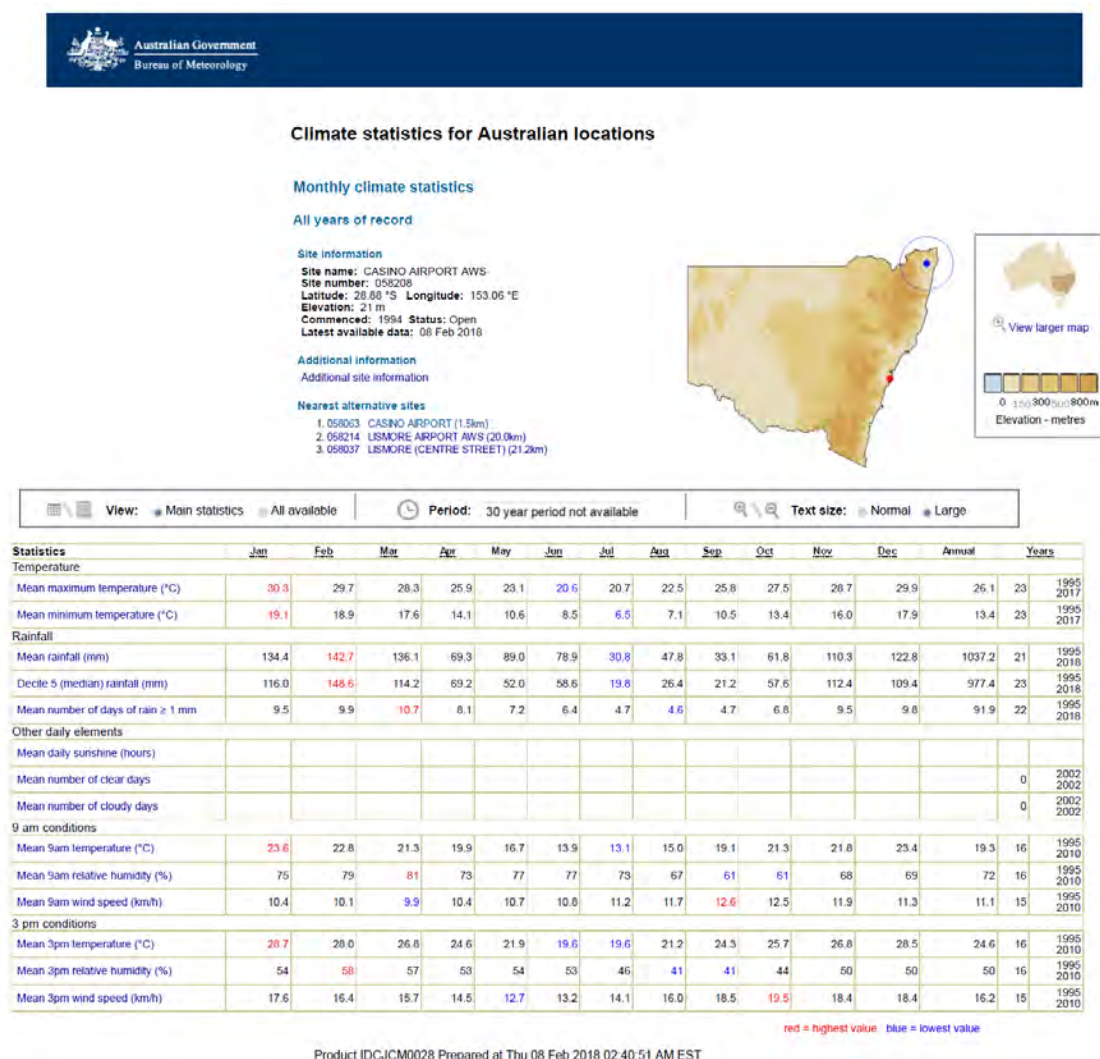 Australian Government
Bureau of Meteorology
Climate statistics for Australian locations
Monthly climate statistics
All years of record
Site information
Site name: CASINO AIRPORT AWS
Site number: 058208
Latitude: 28.88 °S Longitude: 153.06 °E
Elevation: 21 m
Commenced: 1994 Status: Open
Latest available data: 08 Feb 2018
Additional information
Additional site information
Nearest alternative sites
1. 058063 CASINO AIRPORT (1.5km)
2. 058214 LISMORE AIRPORT AWS (20.0km)
3. 058037 LISMORE (CENTRE STREET) (21.2km)
View larger map
0 150 300 500 800m
Elevation - metres
View: Main statistics All available Period: 30 year period not available Text size: Normal Large
Statistics Jan Feb Mar Apr May Jun Jul Aug Sep Oct Nov Dec Annual Years
Temperature
Mean maximum temperature (°C) 30.3 29.7 28.3 25.9 23.1 20.6 20.7 22.5 25.8 27.5 28.7 29.9 26.1 23 1995 2017
Mean minimum temperature (°C) 19.1 18.9 17.6 14.1 10.6 8.5 6.5 7.1 10.5 13.4 16.0 17.9 13.4 23 1995 2017
Rainfall
Mean rainfall (mm) 134.4 142.7 136.1 69.3 89.0 78.9 30.8 47.8 33.1 61.8 110.3 122.8 1037.2 21 1995 2018
Decile 5 (median) rainfall (mm) 116.0 148.6 114.2 69.2 52.0 58.6 19.8 26.4 21.2 57.6 112.4 109.4 977.4 23 1995 2018
Mean number of days of rain ≥ 1 mm 9.5 9.9 10.7 8.1 7.2 6.4 4.7 4.6 4.7 6.8 9.5 9.8 91.9 22 1995 2018
Other daily elements
Mean daily sunshine (hours)
Mean number of clear days 0 2002 2002
Mean number of cloudy days 0 2002 2002
9 am conditions
Mean 9am temperature (°C) 23.6 22.8 21.3 19.9 16.7 13.9 13.1 15.0 19.1 21.3 21.8 23.4 19.3 16 1995 2010
Mean 9am relative humidity (%) 75 79 81 73 77 77 73 67 61 61 68 69 72 16 1995 2010
Mean 9am wind speed (km/h) 10.4 10.1 9.9 10.4 10.7 10.8 11.2 11.7 12.6 12.5 11.9 11.3 11.1 15 1995 2010
3 pm conditions
Mean 3pm temperature (°C) 28.7 28.0 26.8 24.6 21.9 19.6 19.6 21.2 24.3 25.7 26.8 28.5 24.6 16 1995 2010
Mean 3pm relative humidity (%) 54 58 57 53 54 53 46 41 41 44 50 50 50 16 1995 2010
Mean 3pm wind speed (km/h) 17.6 16.4 15.7 14.5 12.7 13.2 14.1 16.0 18.5 19.5 18.4 18.4 16.2 15 1995 2010
red = highest value blue = lowest value
Product IDCJCM0028 Prepared at Thu 08 Feb 2018 02:40:51 AM EST